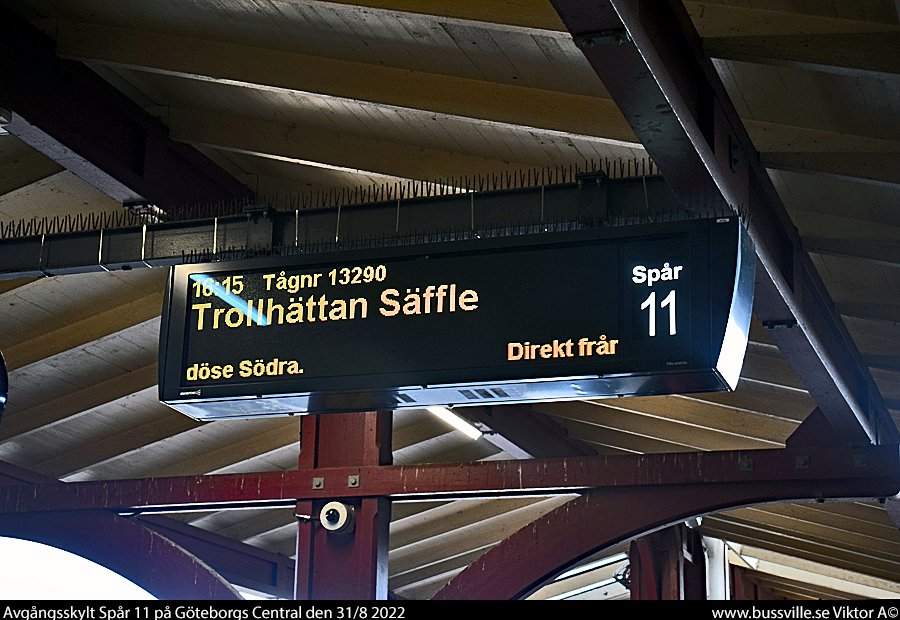 16:15 Tågnr 13290
Trollhättan Säffle
döse Södra. Direkt frår
Spår
11
Avgångsskylt Spår 11 på Göteborgs Central den 31/8 2022
www.bussville.se Viktor A©